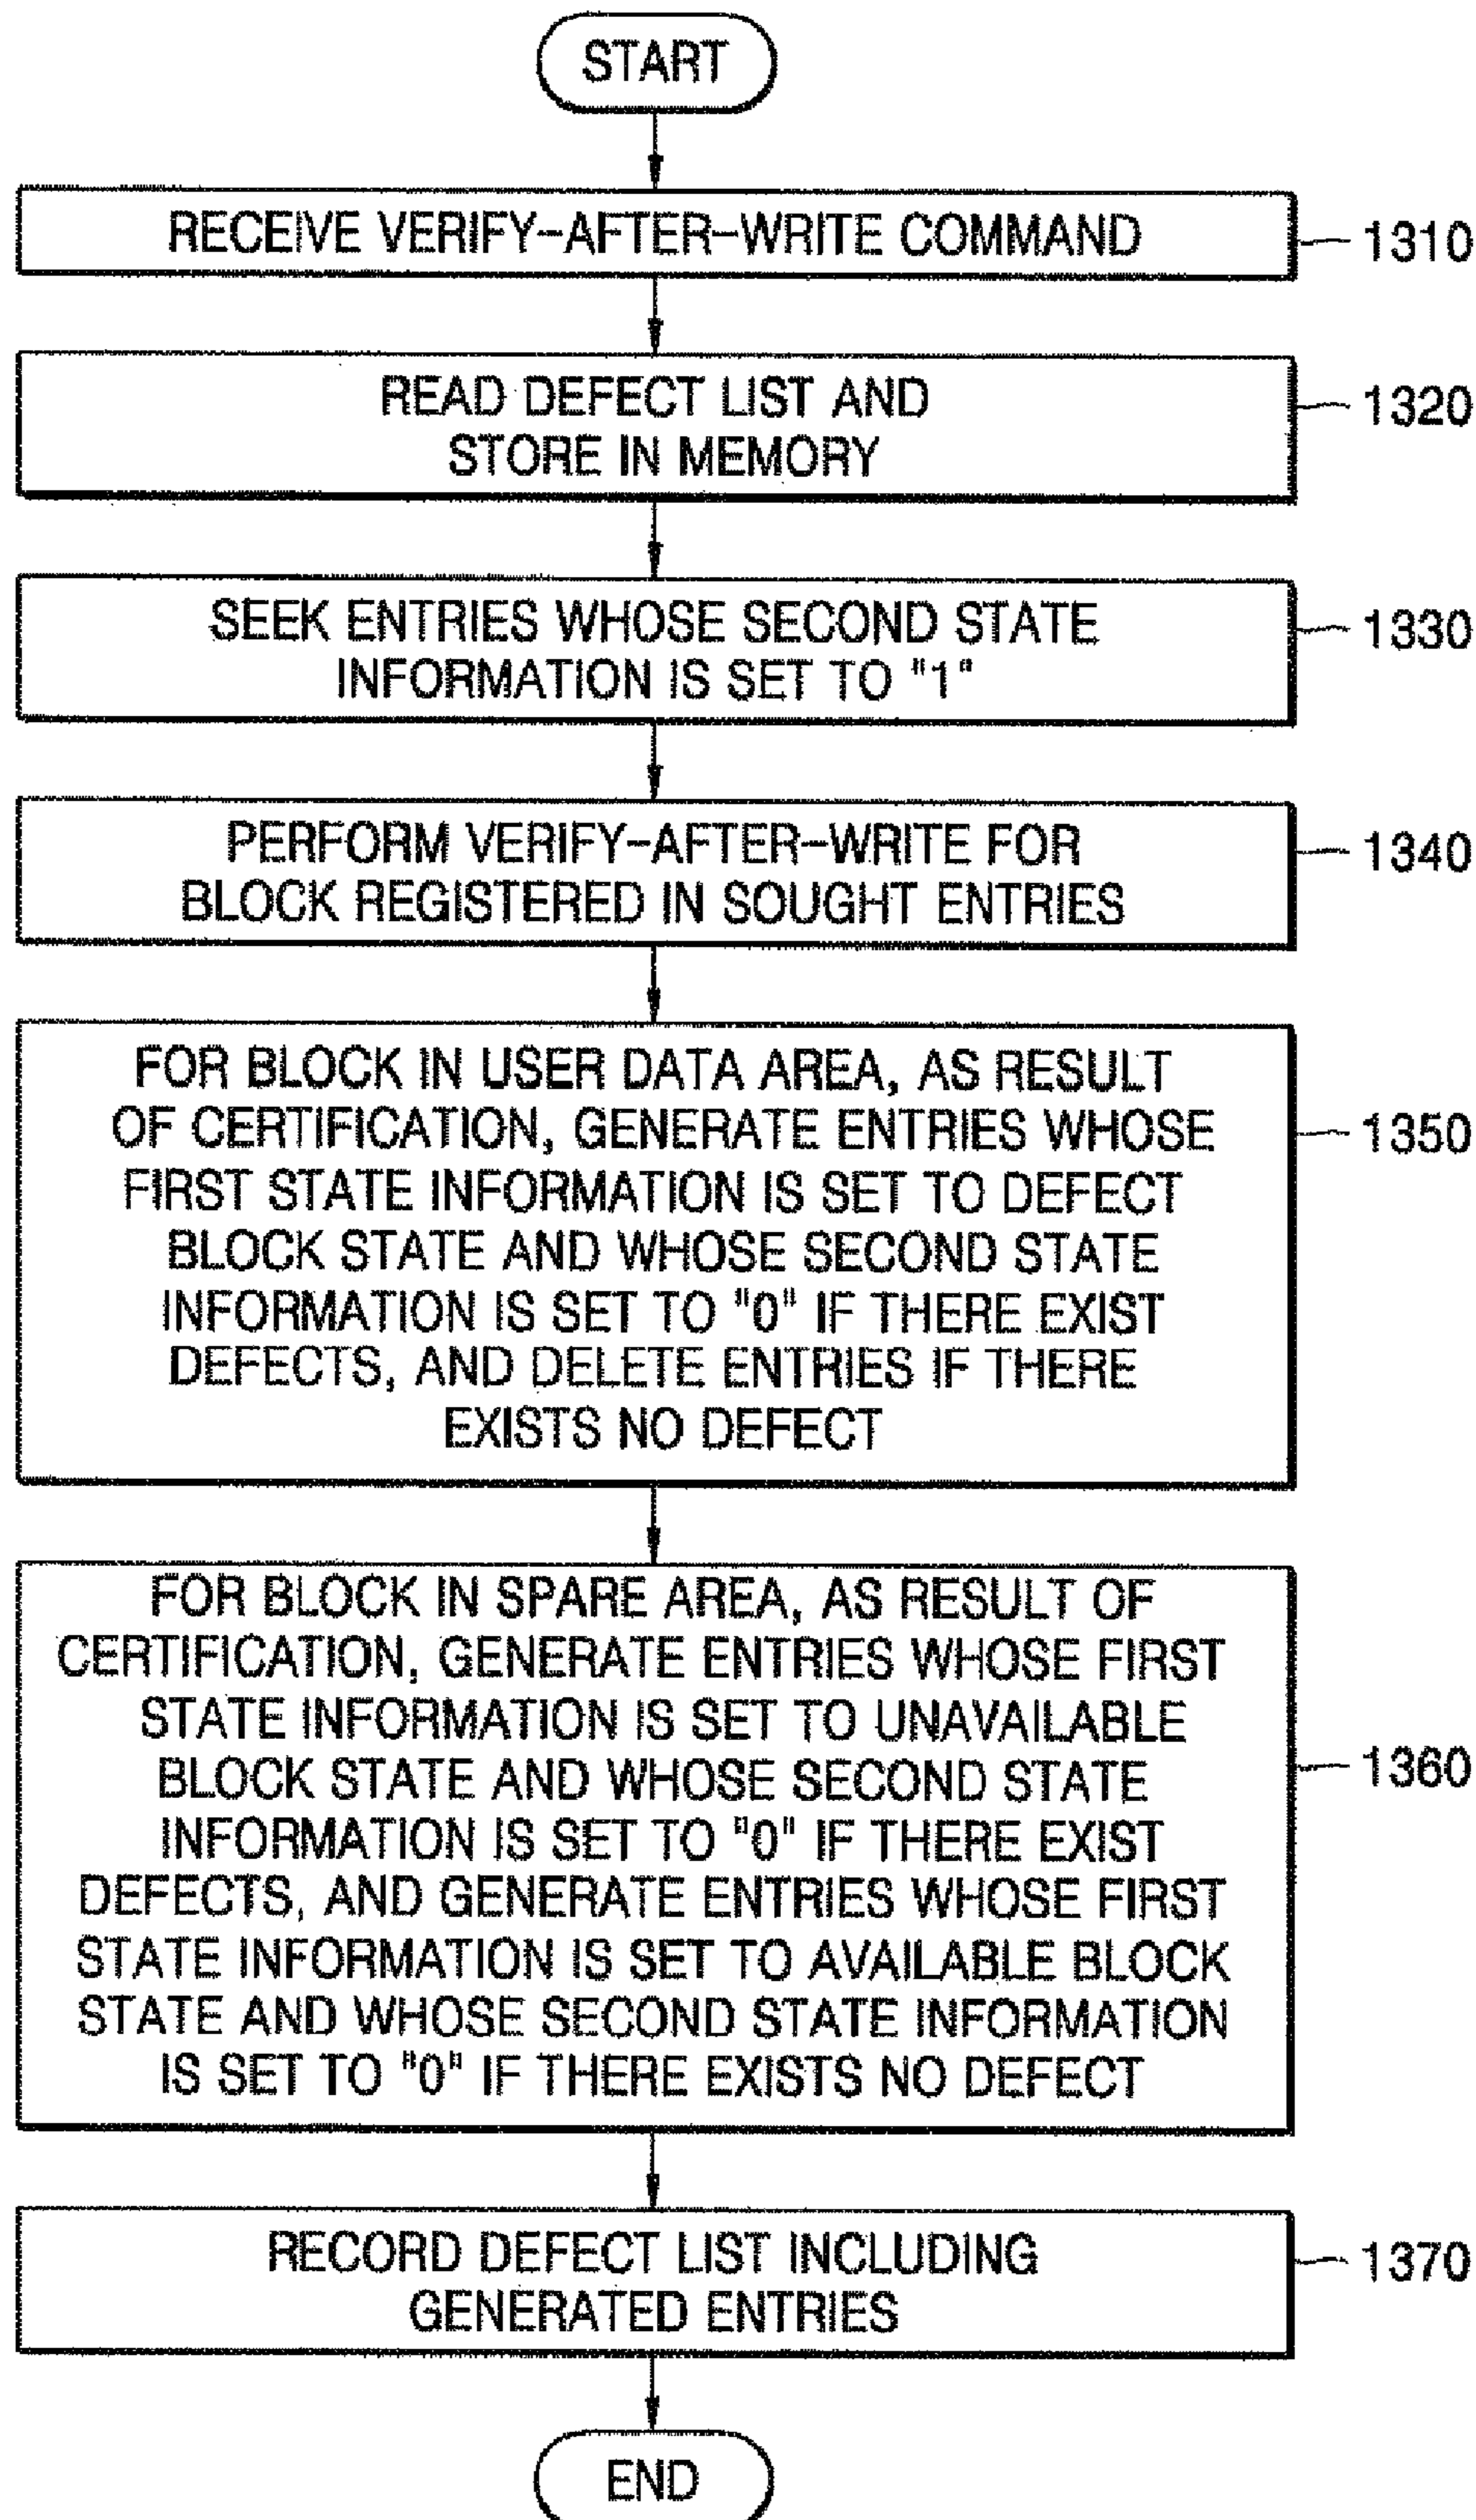 START
RECEIVE VERIFY-AFTER-WRITE COMMAND
1310
READ DEFECT LIST AND
STORE IN MEMORY
1320
SEEK ENTRIES WHOSE SECOND STATE
INFORMATION IS SET TO "1"
1330
PERFORM VERIFY-AFTER-WRITE FOR
BLOCK REGISTERED IN SOUGHT ENTRIES
1340
FOR BLOCK IN USER DATA AREA, AS RESULT
OF CERTIFICATION, GENERATE ENTRIES WHOSE
FIRST STATE INFORMATION IS SET TO DEFECT
BLOCK STATE AND WHOSE SECOND STATE
INFORMATION IS SET TO "0" IF THERE EXIST
DEFECTS, AND DELETE ENTRIES IF THERE
EXISTS NO DEFECT
1350
FOR BLOCK IN SPARE AREA, AS RESULT OF
CERTIFICATION, GENERATE ENTRIES WHOSE FIRST
STATE INFORMATION IS SET TO UNAVAILABLE
BLOCK STATE AND WHOSE SECOND STATE
INFORMATION IS SET TO "0" IF THERE EXIST
DEFECTS, AND GENERATE ENTRIES WHOSE FIRST
STATE INFORMATION IS SET TO AVAILABLE BLOCK
STATE AND WHOSE SECOND STATE INFORMATION
IS SET TO "0" IF THERE EXISTS NO DEFECT
1360
RECORD DEFECT LIST INCLUDING
GENERATED ENTRIES
1370
END